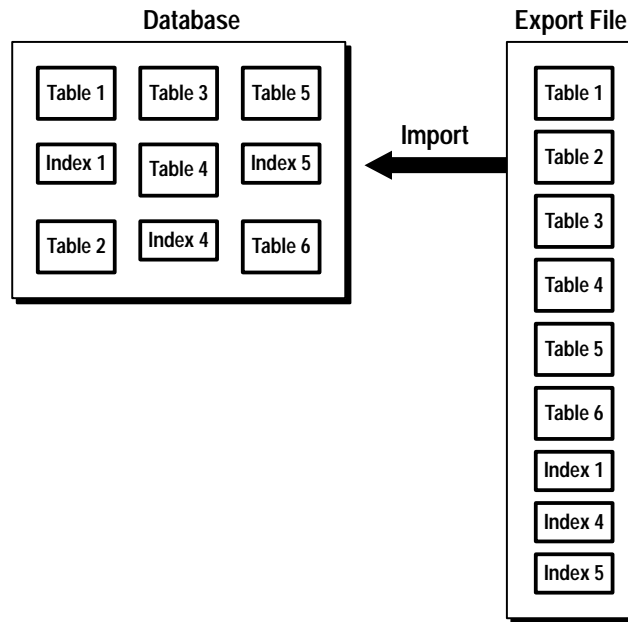 Database
Table 1
Table 3
Table 5
Index 1
Table 4
Index 5
Table 2
Index 4
Table 6
Import
Export File
Table 1
Table 2
Table 3
Table 4
Table 5
Table 6
Index 1
Index 4
Index 5